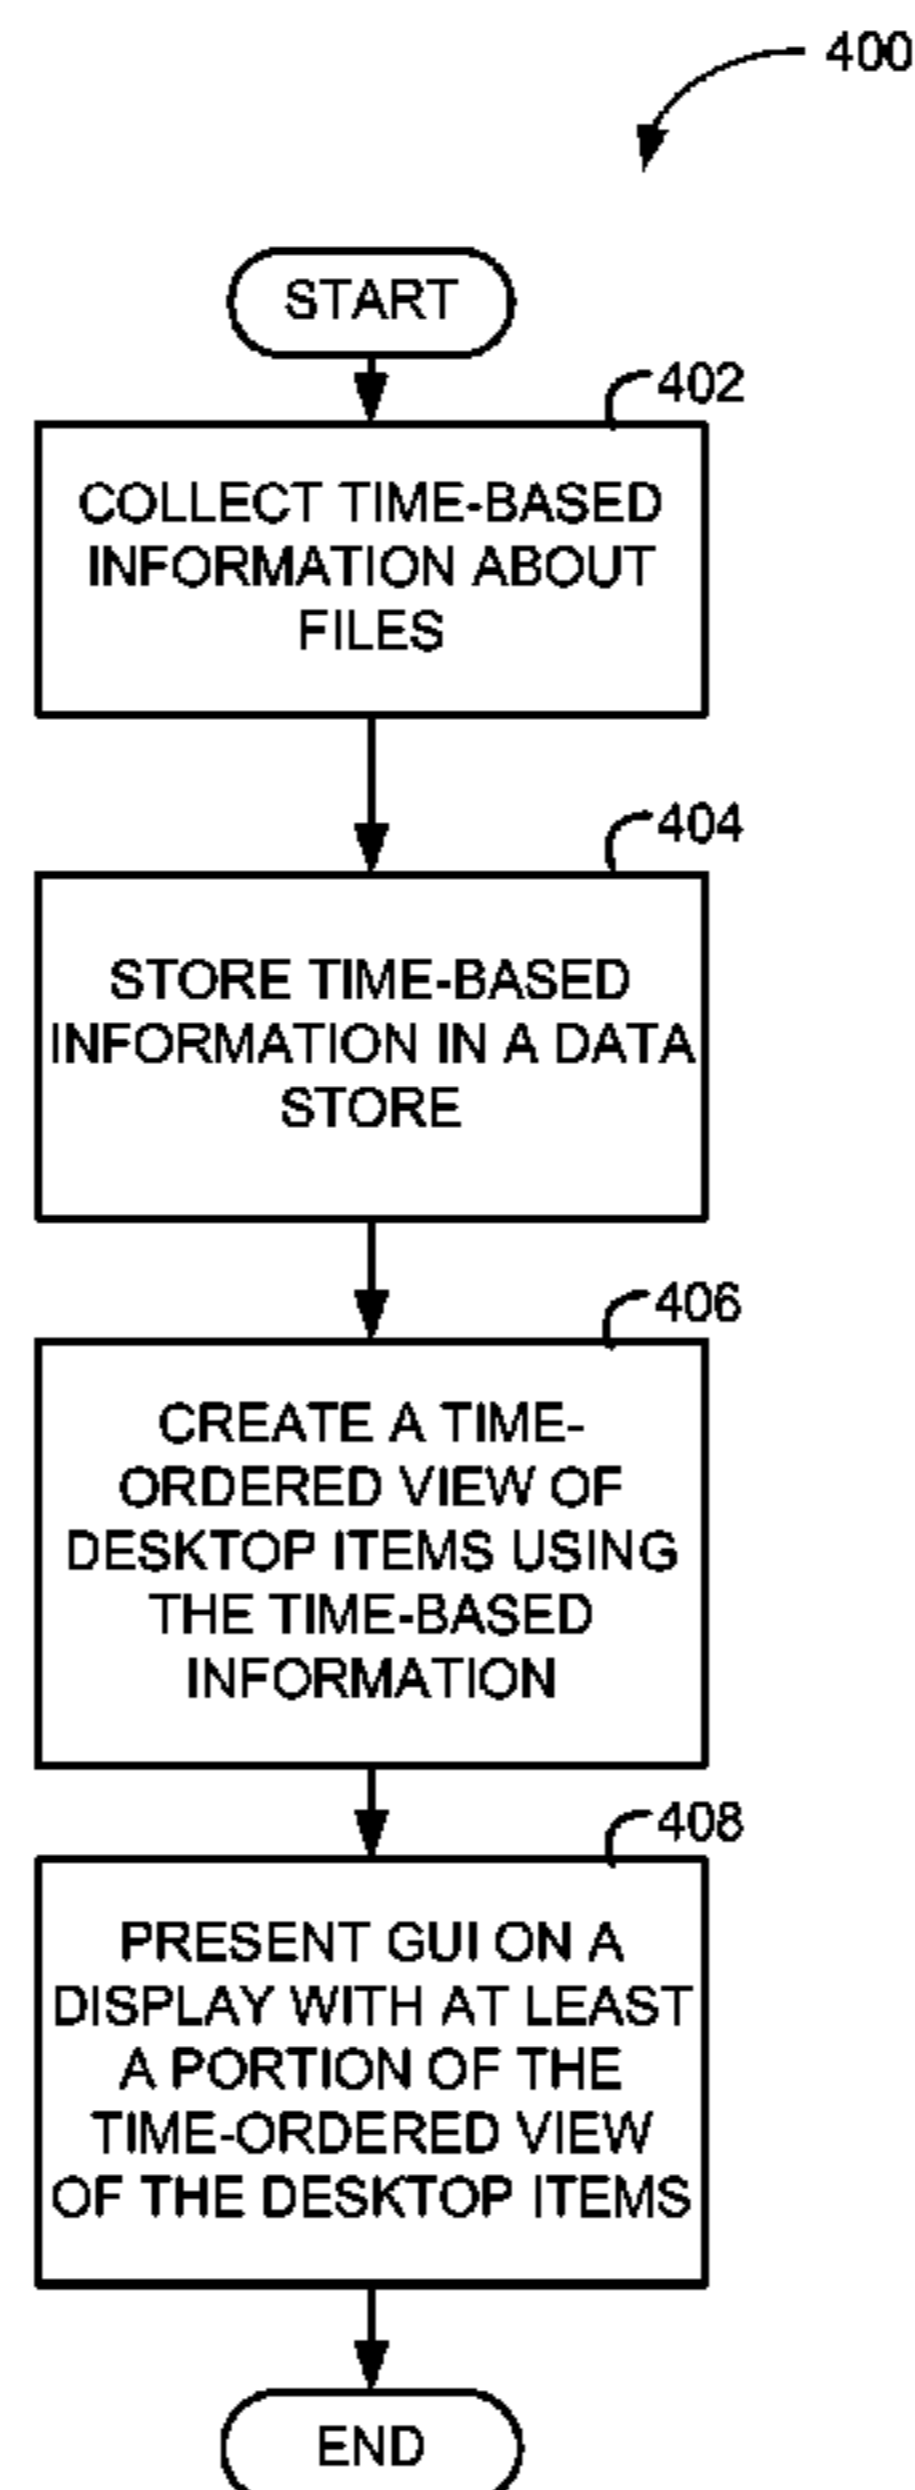 400
START
402
COLLECT TIME-BASED
INFORMATION ABOUT
FILES
404
STORE TIME-BASED
INFORMATION IN A DATA
STORE
406
CREATE A TIME-
ORDERED VIEW OF
DESKTOP ITEMS USING
THE TIME-BASED
INFORMATION
408
PRESENT GUI ON A
DISPLAY WITH AT LEAST
A PORTION OF THE
TIME-ORDERED VIEW
OF THE DESKTOP ITEMS
END